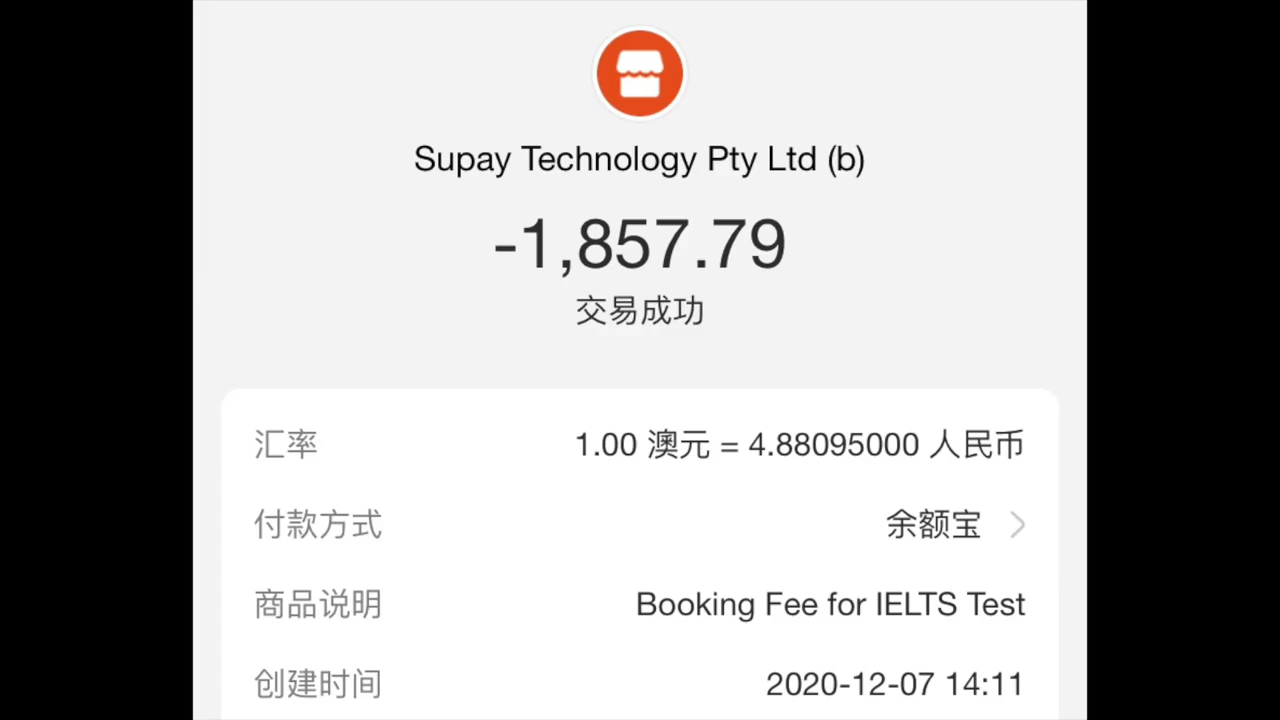 Supay Technology Pty Ltd (b)
-1,857.79
交易成功
汇率 1.00 澳元 = 4.88095000 人民币
付款方式 余额宝
商品说明 Booking Fee for IELTS Test
创建时间 2020-12-07 14:11